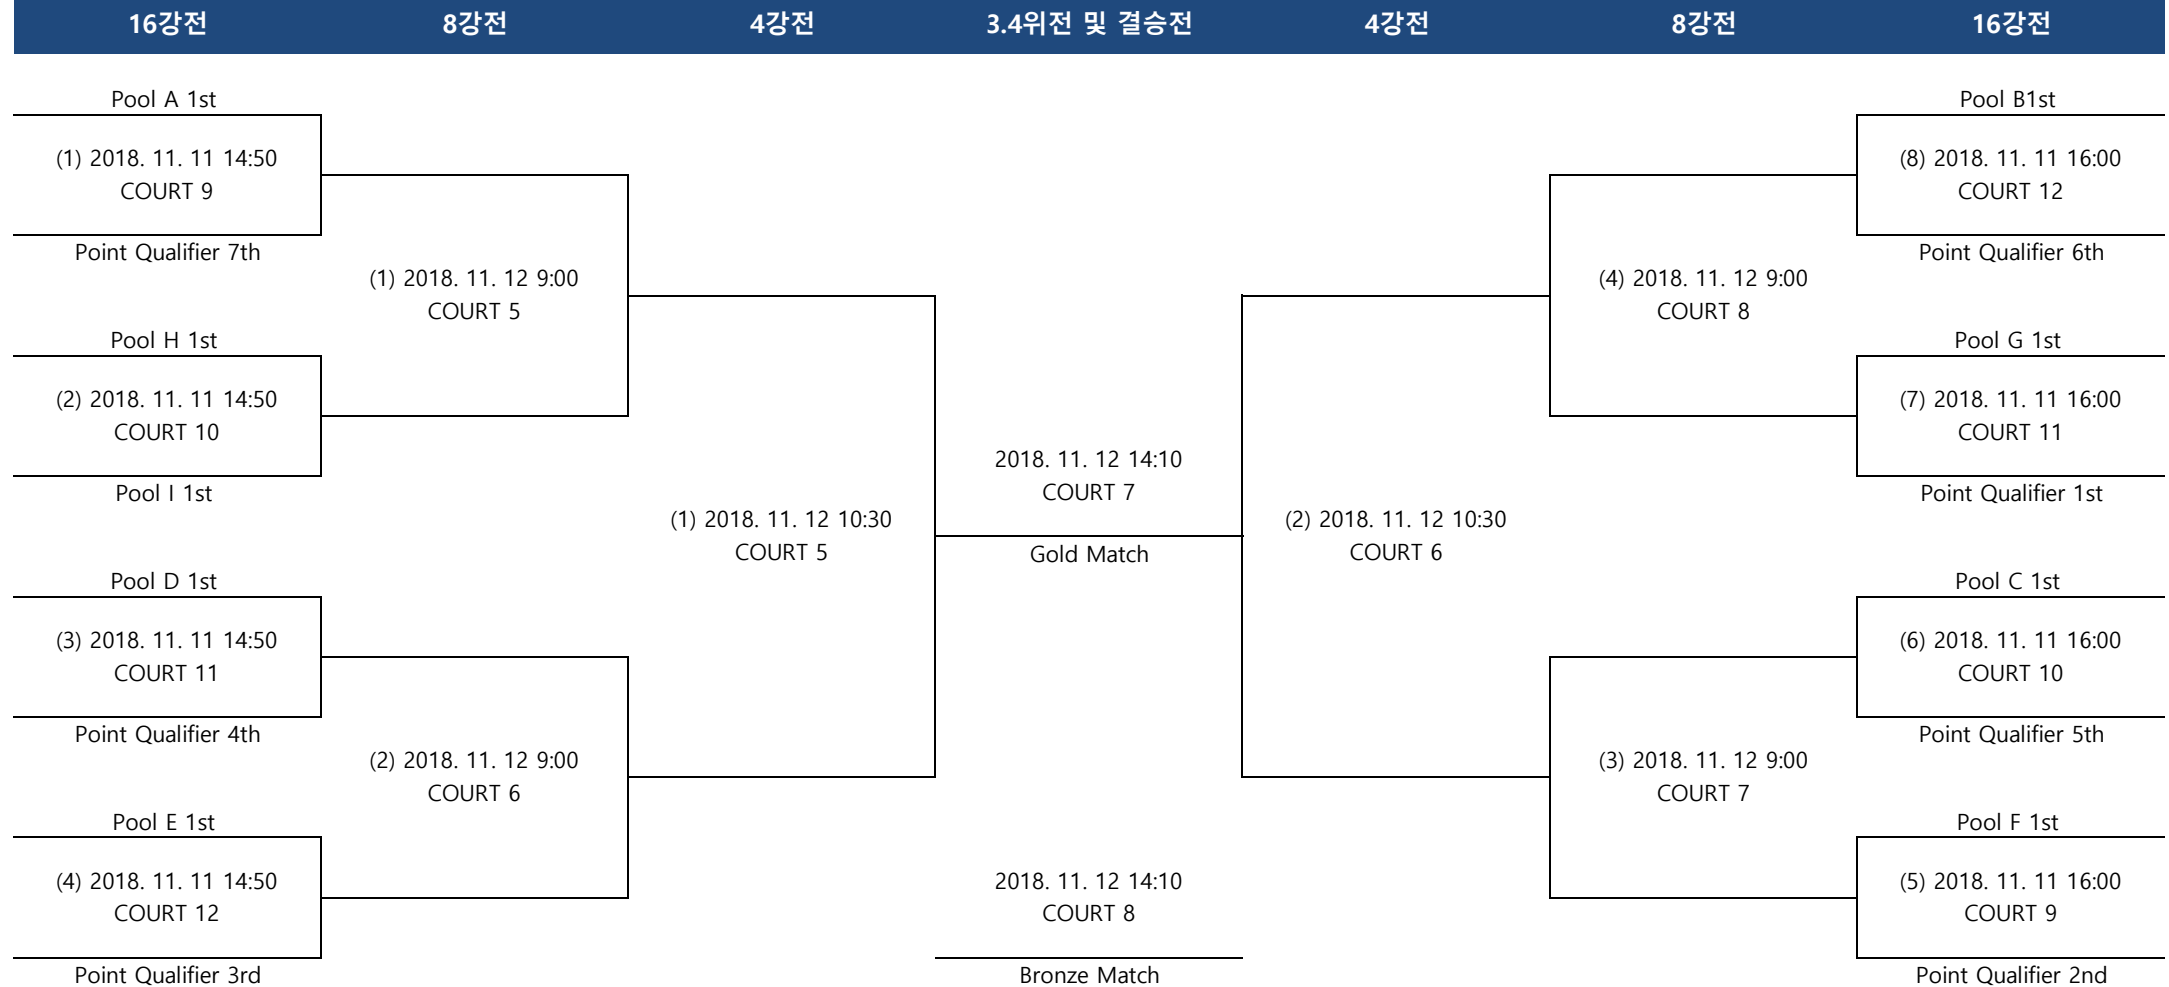 16강전 8강전 4강전 3.4위전 및 결승전 4강전 8강전 16강전
Pool A 1st
(1) 2018. 11. 11 14:50
COURT 9
Point Qualifier 7th
Pool H 1st
(2) 2018. 11. 11 14:50
COURT 10
Pool I 1st
Pool D 1st
(3) 2018. 11. 11 14:50
COURT 11
Point Qualifier 4th
Pool E 1st
(4) 2018. 11. 11 14:50
COURT 12
Point Qualifier 3rd
(1) 2018. 11. 12 9:00
COURT 5
(2) 2018. 11. 12 9:00
COURT 6
(1) 2018. 11. 12 10:30
COURT 5
2018. 11. 12 14:10
COURT 7
Gold Match
2018. 11. 12 14:10
COURT 8
Bronze Match
(2) 2018. 11. 12 10:30
COURT 6
(4) 2018. 11. 12 9:00
COURT 8
(3) 2018. 11. 12 9:00
COURT 7
Pool B1st
(8) 2018. 11. 11 16:00
COURT 12
Point Qualifier 6th
Pool G 1st
(7) 2018. 11. 11 16:00
COURT 11
Point Qualifier 1st
Pool C 1st
(6) 2018. 11. 11 16:00
COURT 10
Point Qualifier 5th
Pool F 1st
(5) 2018. 11. 11 16:00
COURT 9
Point Qualifier 2nd